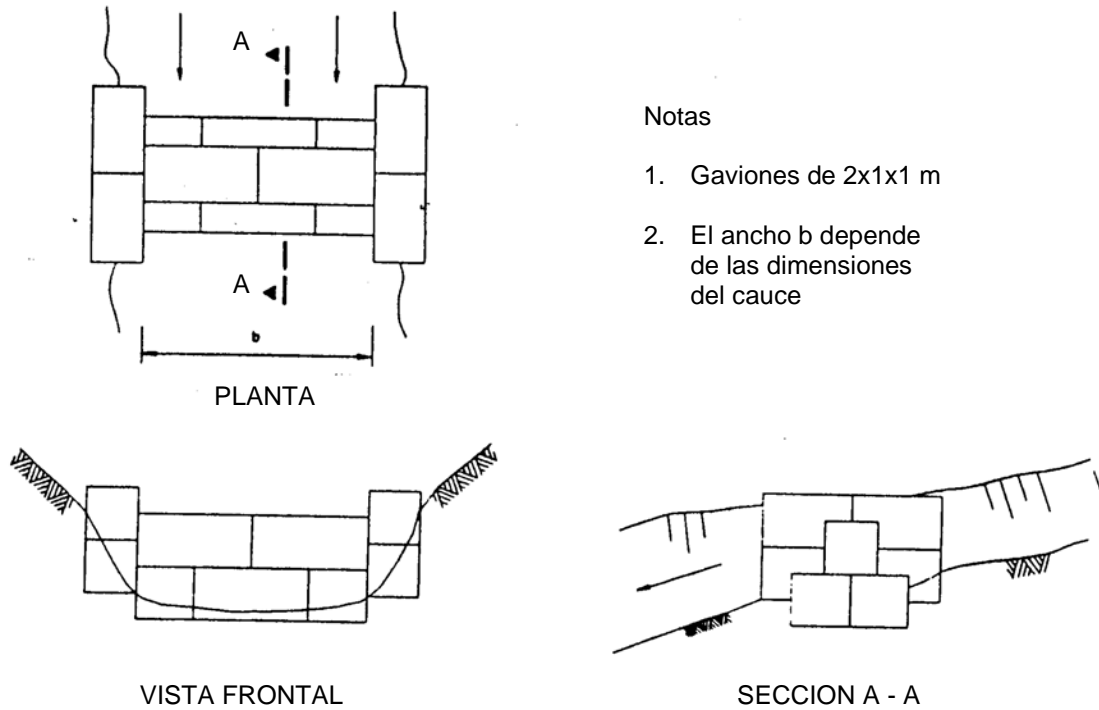 A
A
b
PLANTA
Notas
1. Gaviones de 2x1x1 m
2. El ancho b depende
de las dimensiones
del cauce
VISTA FRONTAL
SECCION A - A